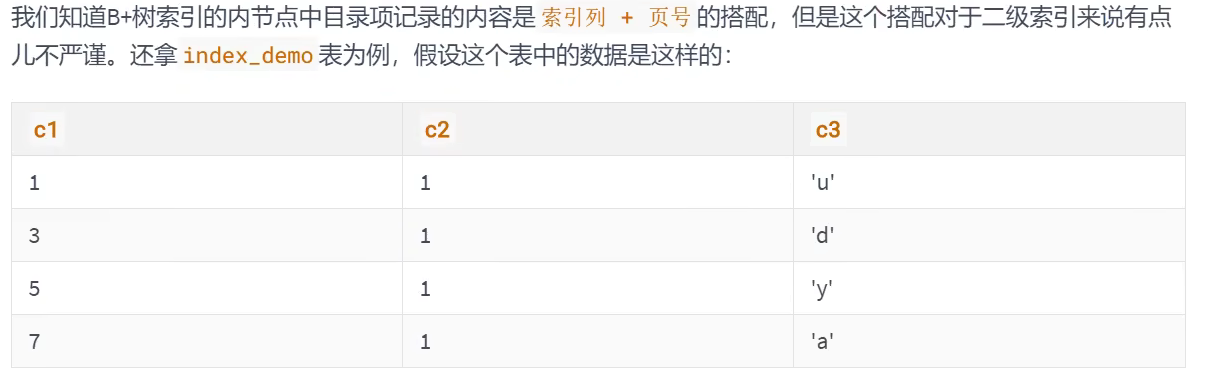 我们知道B+树索引的内节点中目录项记录的内容是 索引列 + 页号 的搭配，但是这个搭配对于二级索引来说有点
儿不严谨。还拿 index_demo 表为例，假设这个表中的数据是这样的：
c1 c2 c3
1 1 'u'
3 1 'd'
5 1 'y'
7 1 'a'